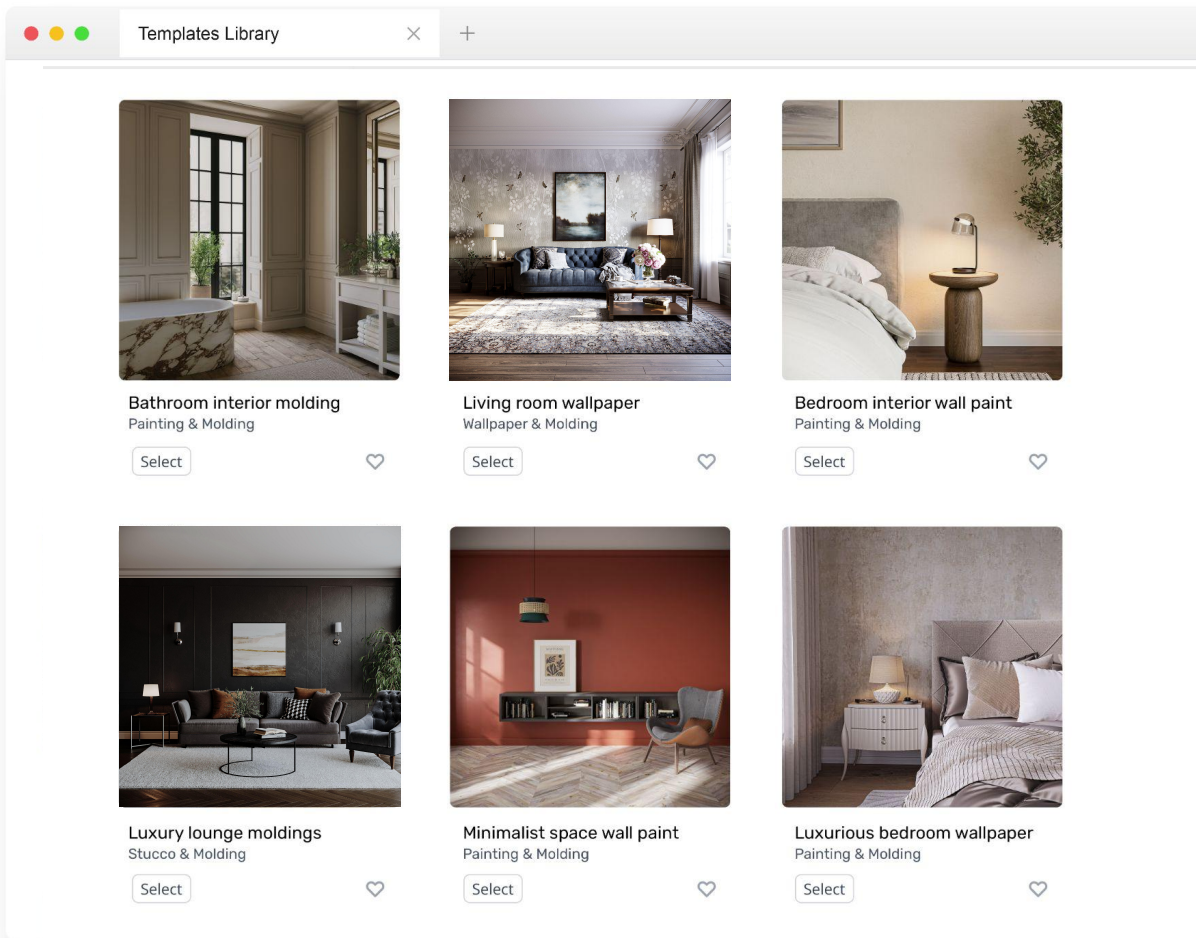 Templates Library
Bathroom interior molding
Painting & Molding
Select
Living room wallpaper
Wallpaper & Molding
Select
Bedroom interior wall paint
Painting & Molding
Select
Luxury lounge moldings
Stucco & Molding
Select
Minimalist space wall paint
Painting & Molding
Select
Luxurious bedroom wallpaper
Painting & Molding
Select